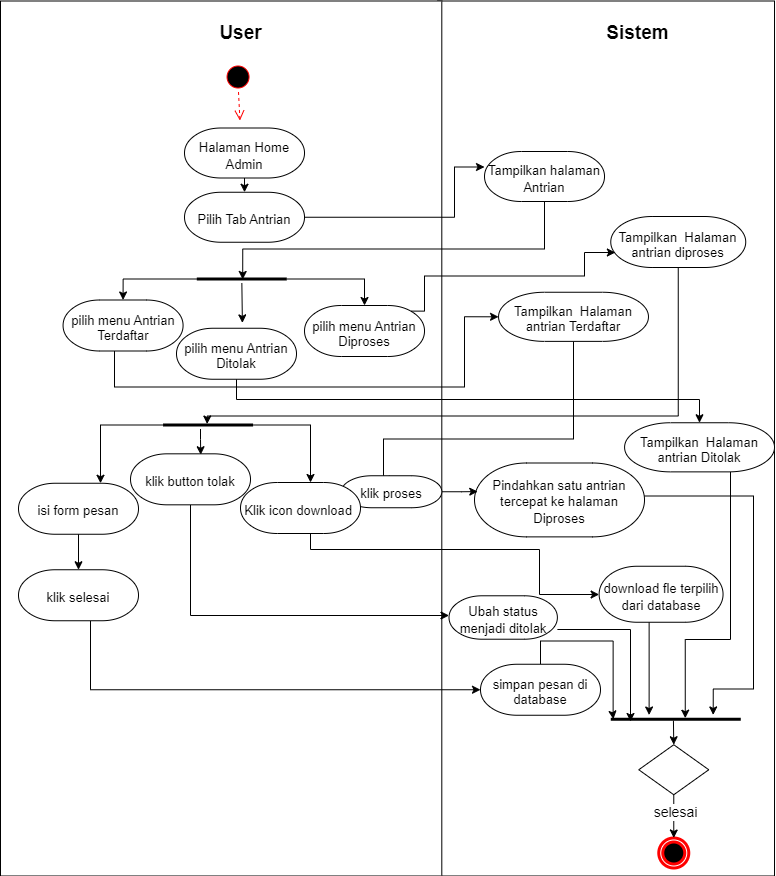 User
Sistem
Halaman Home
Admin
Tampilkan halaman
Antrian
Pilih Tab Antrian
Tampilkan Halaman
antrian diproses
pilih menu Antrian
Terdaftar
pilih menu Antrian
Ditolak
pilih menu Antrian
Diproses
Tampilkan Halaman
antrian Terdaftar
Tampilkan Halaman
antrian Ditolak
isi form pesan
klik button tolak
Klik icon download
klik proses
Pindahkan satu antrian
tercepat ke halaman
Diproses
klik selesai
Ubah status
menjadi ditolak
download fle terpilih
dari database
simpan pesan di
database
selesai